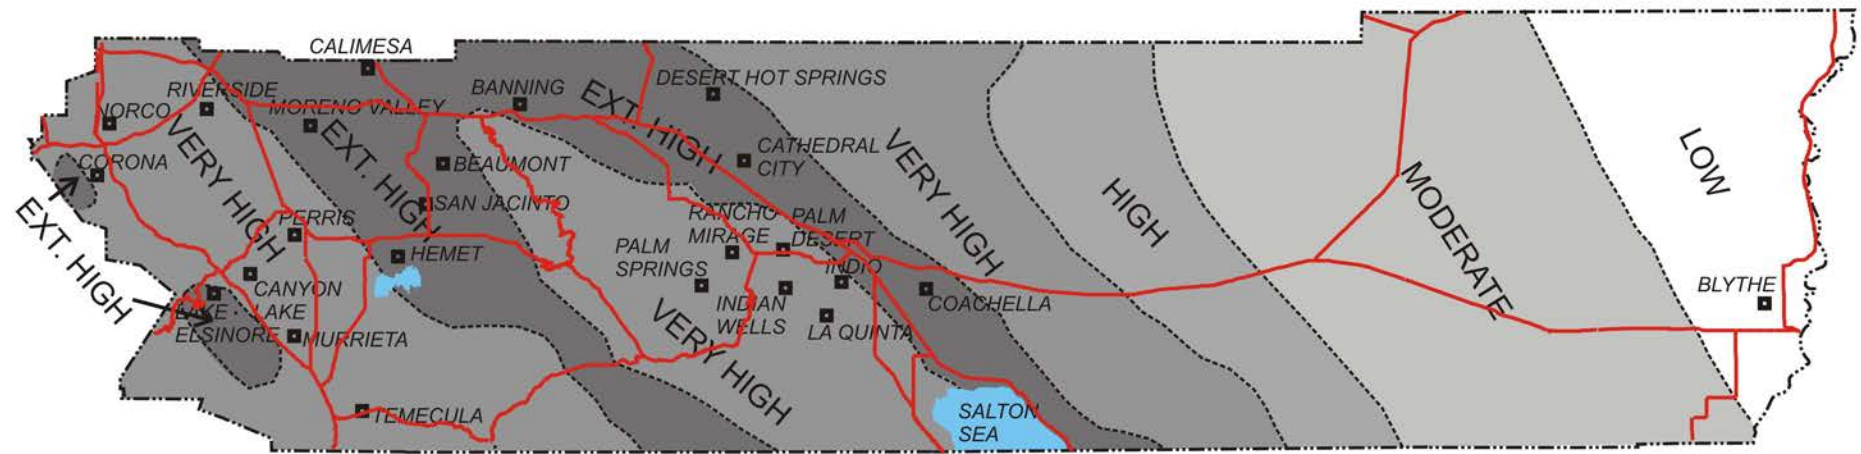 CALIMESA
RIVERSIDE
NORCO
MORENO VALLEY
BANNING
DESERT HOT SPRINGS
EXT. HIGH
CORONA
VERY HIGH
EXT. HIGH
BEAUMONT
CATHEDRAL
CITY
VERY HIGH
HIGH
MODERATE
LOW
EXT. HIGH
PERRIS
SAN JACINTO
HEMET
PALM
SPRINGS
RANCHO
MIRAGE
PALM
DESERT
INDIO
COACHELLA
BLYTHE
CANYON
LAKE
LAKE
ELSINORE
MURRIETA
INDIAN
WELLS
LA QUINTA
VERY HIGH
TEMECULA
SALTON
SEA